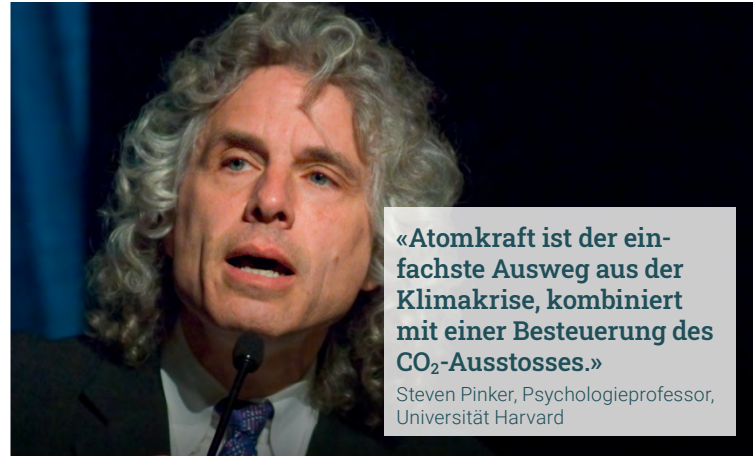 «Atomkraft ist der ein-
fachste Ausweg aus der
Klimakrise, kombiniert
mit einer Besteuerung des
CO₂-Ausstosses.»
Steven Pinker, Psychologieprofessor,
Universität Harvard